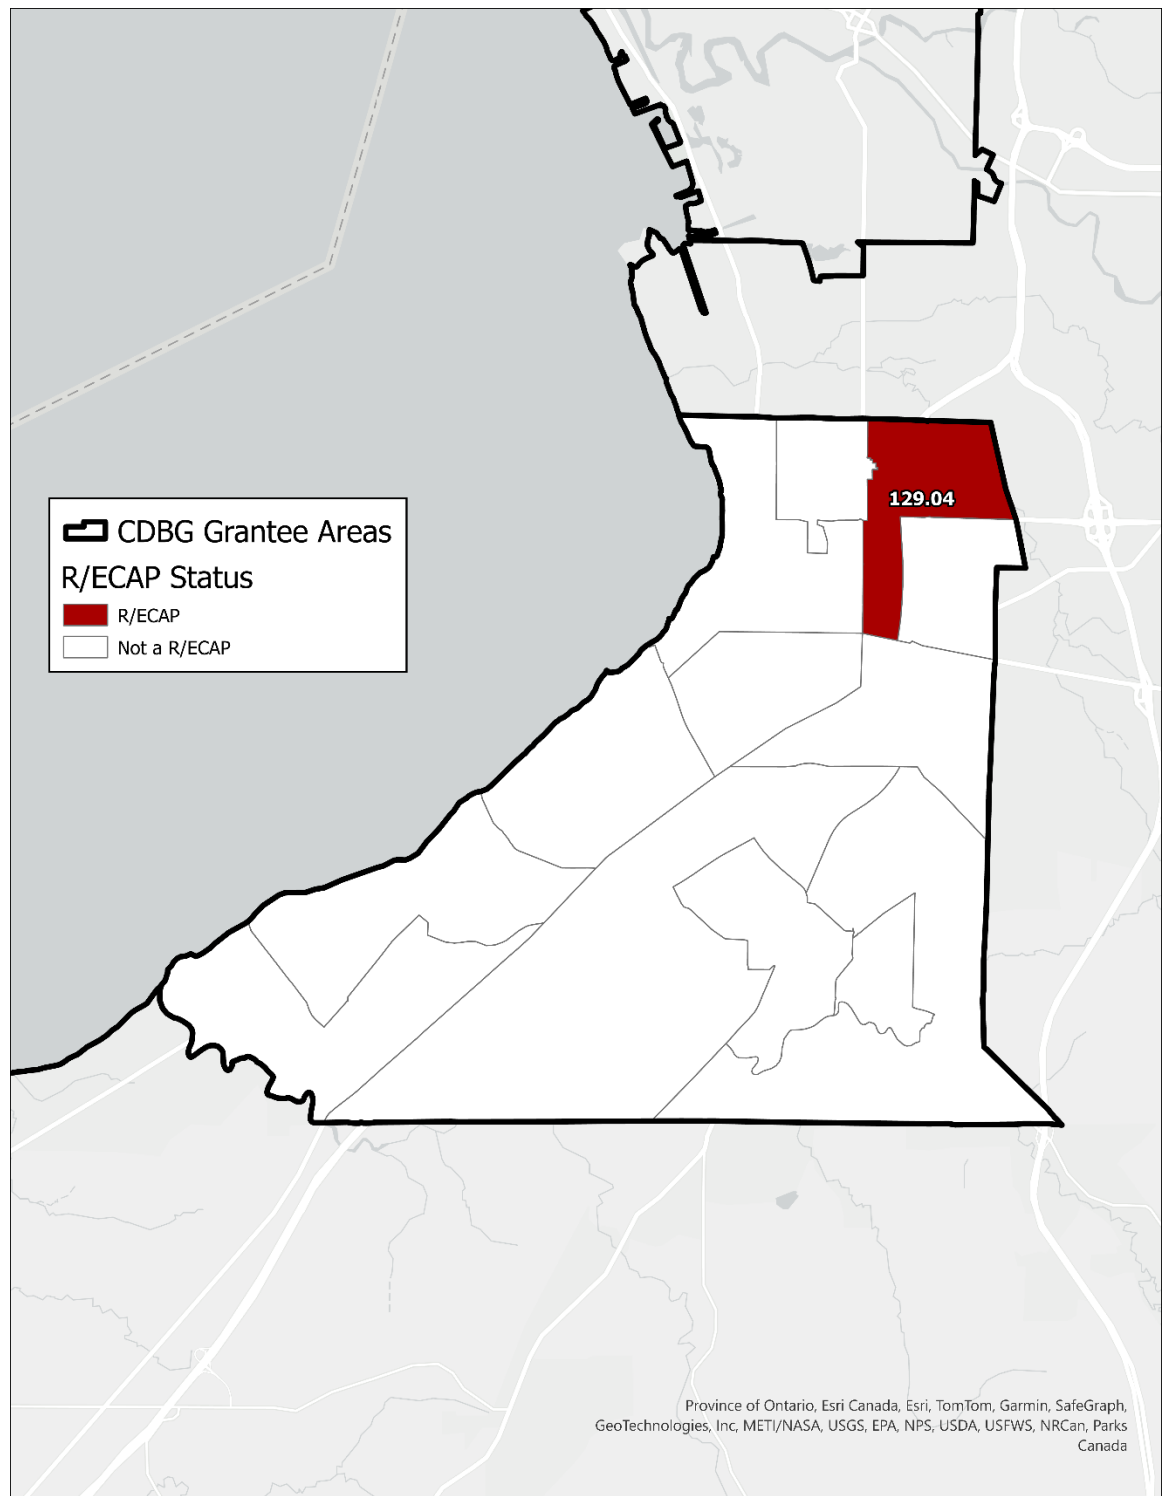 129.04
CDBG Grantee Areas
R/ECAP Status
R/ECAP
Not a R/ECAP
Province of Ontario, Esri Canada, Esri, TomTom, Garmin, SafeGraph,
GeoTechnologies, Inc, METI/NASA, USGS, EPA, NPS, USDA, USFWS, NRCan, Parks
Canada